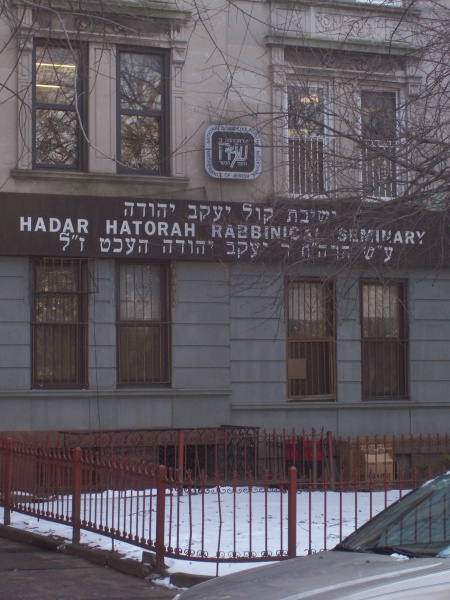 ישיבת קול יעקב יהודה
HADAR HATORAH RABBINICAL SEMINARY
ע״ש הרה״ח ר יעקב יהודה העכט ז״ל